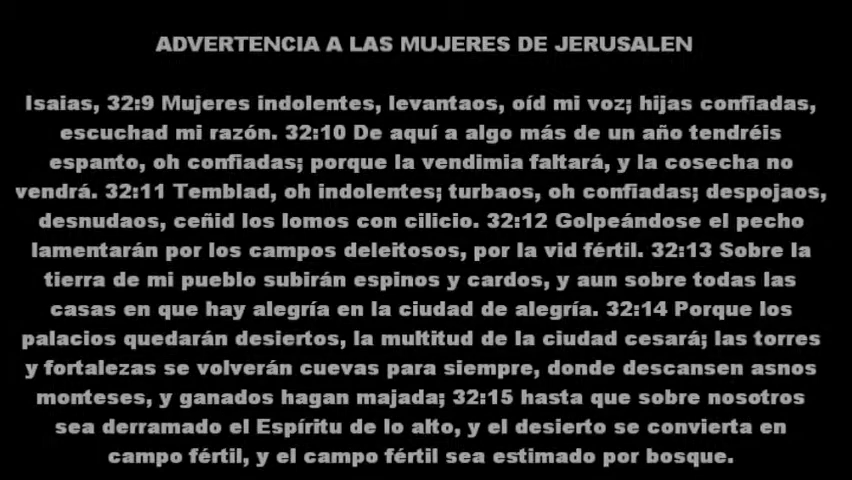 ADVERTENCIA A LAS MUJERES DE JERUSALEN
Isaias, 32:9 Mujeres indolentes, levantaos, oíd mi voz; hijas confiadas,
escuchad mi razón. 32:10 De aquí a algo más de un año tendréis
espanto, oh confiadas; porque la vendimia faltará, y la cosecha no
vendrá. 32:11 Temblad, oh indolentes; turbaos, oh confiadas; despojaos,
desnudaos, ceñid los lomos con cilicio. 32:12 Golpeándose el pecho
lamentarán por los campos deleitosos, por la vid fértil. 32:13 Sobre la
tierra de mi pueblo subirán espinos y cardos, y aun sobre todas las
casas en que hay alegría en la ciudad de alegría. 32:14 Porque los
palacios quedarán desiertos, la multitud de la ciudad cesará; las torres
y fortalezas se volverán cuevas para siempre, donde descansen asnos
monteses, y ganados hagan majada; 32:15 hasta que sobre nosotros
sea derramado el Espíritu de lo alto, y el desierto se convierta en
campo fértil, y el campo fértil sea estimado por bosque.